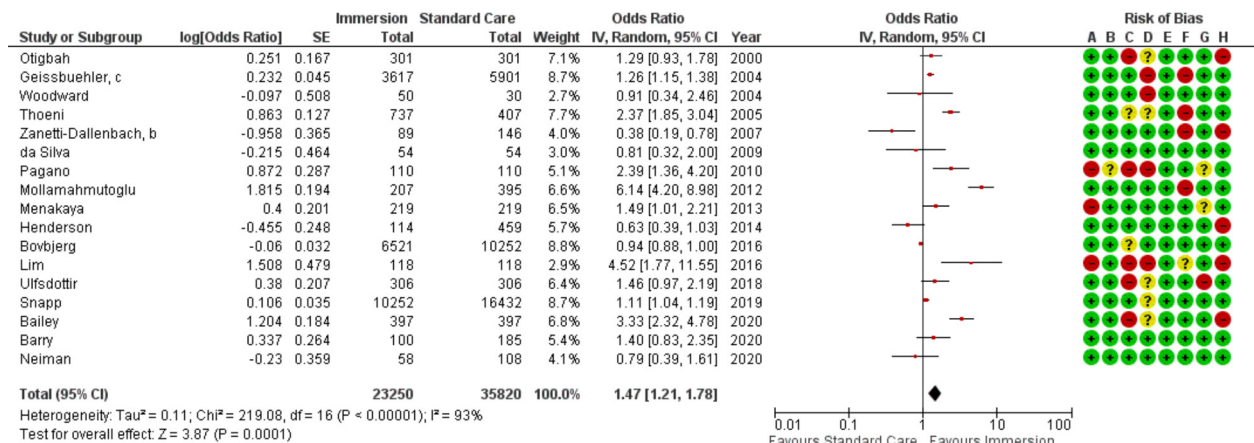 Immersion Standard Care Odds Ratio Odds Ratio Risk of Bias
Study or Subgroup log[Odds Ratio] SE Total Total Weight IV, Random, 95% CI Year IV, Random, 95% CI A B C D E F G H
Otigbah 0.251 0.167 301 301 7.1% 1.29 [0.93, 1.78] 2000 + + - ? + + + -
Geissbuehler, c 0.232 0.045 3617 5901 8.7% 1.26 [1.15, 1.38] 2004 + + + - + - + +
Woodward -0.097 0.508 50 30 2.7% 0.91 [0.34, 2.46] 2004 + + + - + + + +
Thoeni 0.863 0.127 737 407 7.7% 2.37 [1.85, 3.04] 2005 + + ? ? + - + +
Zanetti-Dallenbach, b -0.958 0.365 89 146 4.0% 0.38 [0.19, 0.78] 2007 + + + + + - + -
da Silva -0.215 0.464 54 54 3.0% 0.81 [0.32, 2.00] 2009 + + + + + + + +
Pagano 0.872 0.287 110 110 5.1% 2.39 [1.36, 4.20] 2010 - ? - - + + ? +
Mollamahmutoglu 1.815 0.194 207 395 6.6% 6.14 [4.20, 8.98] 2012 + + + + + - + +
Menakaya 0.4 0.201 219 219 6.5% 1.49 [1.01, 2.21] 2013 - + + + + + ? +
Henderson -0.455 0.248 114 459 5.7% 0.63 [0.39, 1.03] 2014 + + + + + + + -
Bovbjerg -0.06 0.032 6521 10252 8.8% 0.94 [0.88, 1.00] 2016 + + ? + + + + +
Lim 1.508 0.479 118 118 2.9% 4.52 [1.77, 11.55] 2016 - + - - + ? + -
Ulfsdottir 0.38 0.207 306 306 6.4% 1.46 [0.97, 2.19] 2018 + + - ? + + - +
Snapp 0.106 0.035 10252 16432 8.8% 1.11 [1.04, 1.19] 2019 + + + ? + + + +
Bailey 1.204 0.184 397 397 6.8% 3.33 [2.32, 4.78] 2020 + + - ? + + + -
Barry 0.337 0.264 100 185 5.4% 1.40 [0.83, 2.35] 2020 + + + + + + + +
Neiman -0.23 0.359 58 108 4.1% 0.79 [0.39, 1.61] 2020 + + + + + + + +
Total (95% CI) 23250 35820 100.0% 1.47 [1.21, 1.78]
Heterogeneity: Tau² = 0.11; Chi² = 219.08, df = 16 (P < 0.00001); I² = 93%
Test for overall effect: Z = 3.87 (P = 0.0001)
0.01 0.1 1 10 100
Favours Standard Care Favours Immersion